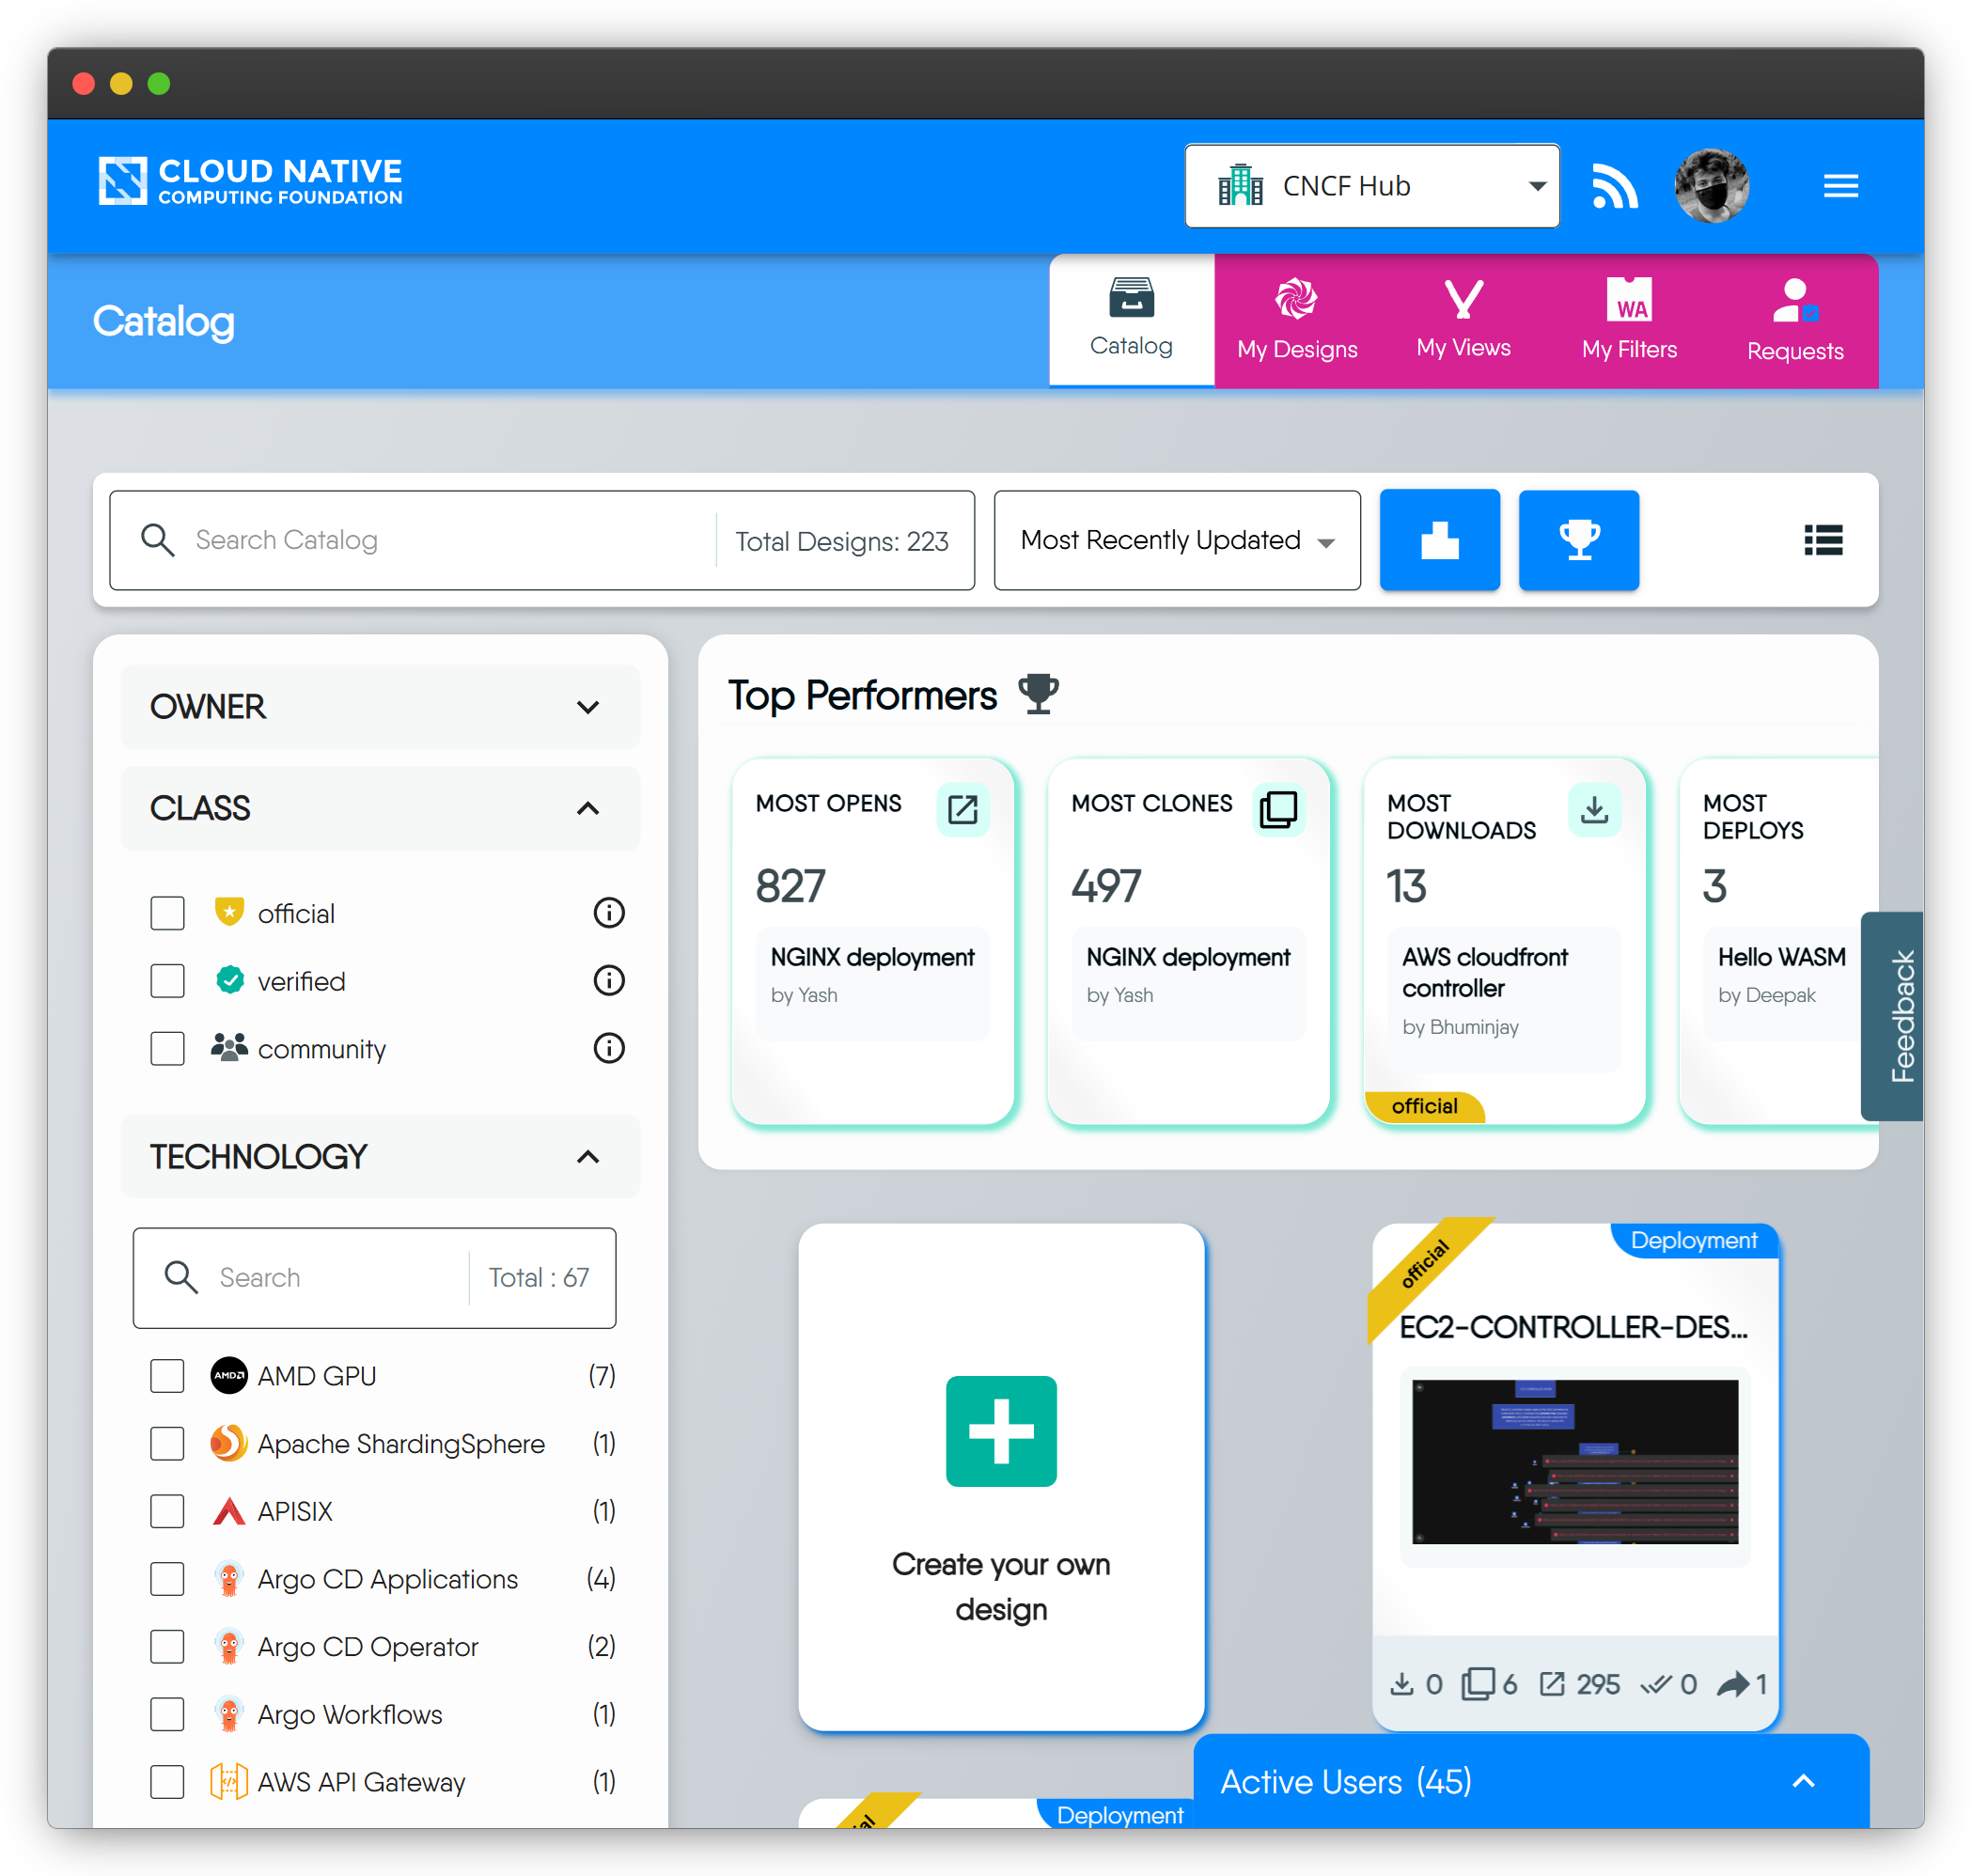 CLOUD NATIVE
COMPUTING FOUNDATION
CNCF Hub
Catalog
Catalog
My Designs
My Views
WA
My Filters
Requests
Search Catalog
Total Designs: 223
Most Recently Updated
OWNER
CLASS
official
verified
community
TECHNOLOGY
Search
Total : 67
AMD
AMD GPU (7)
Apache ShardingSphere (1)
APISIX (1)
Argo CD Applications (4)
Argo CD Operator (2)
Argo Workflows (1)
AWS API Gateway (1)
Top Performers
MOST OPENS
827
NGINX deployment
by Yash
MOST CLONES
497
NGINX deployment
by Yash
MOST
DOWNLOADS
13
AWS cloudfront
controller
by Bhuminjay
official
MOST
DEPLOYS
3
Hello WASM
by Deepak
Feedback
Create your own
design
official
Deployment
EC2-CONTROLLER-DES...
0 6 295 0 1
Deployment
Active Users (45)